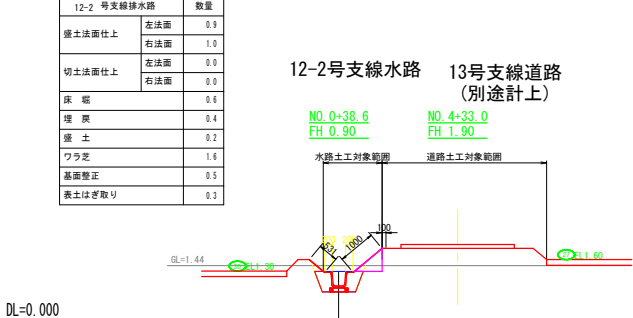 12-2 号支線排水路 数量
盛土法面仕上 左法面 0.9
右法面 1.0
切土法面仕上 左法面 0.0
右法面 0.0
床 堀 0.6
埋 戻 0.4
盛 土 0.2
ワラ芝 1.6
基面整正 0.5
表土はぎ取り 0.3
12-2号支線水路
13号支線道路
(別途計上)
NO.0+38.6
FH 0.90
NO.4+33.0
FH 1.90
水路土工対象範囲
道路土工対象範囲
100
531
1000
GL=1.44
EL1.30
EL1.60
DL=0.000